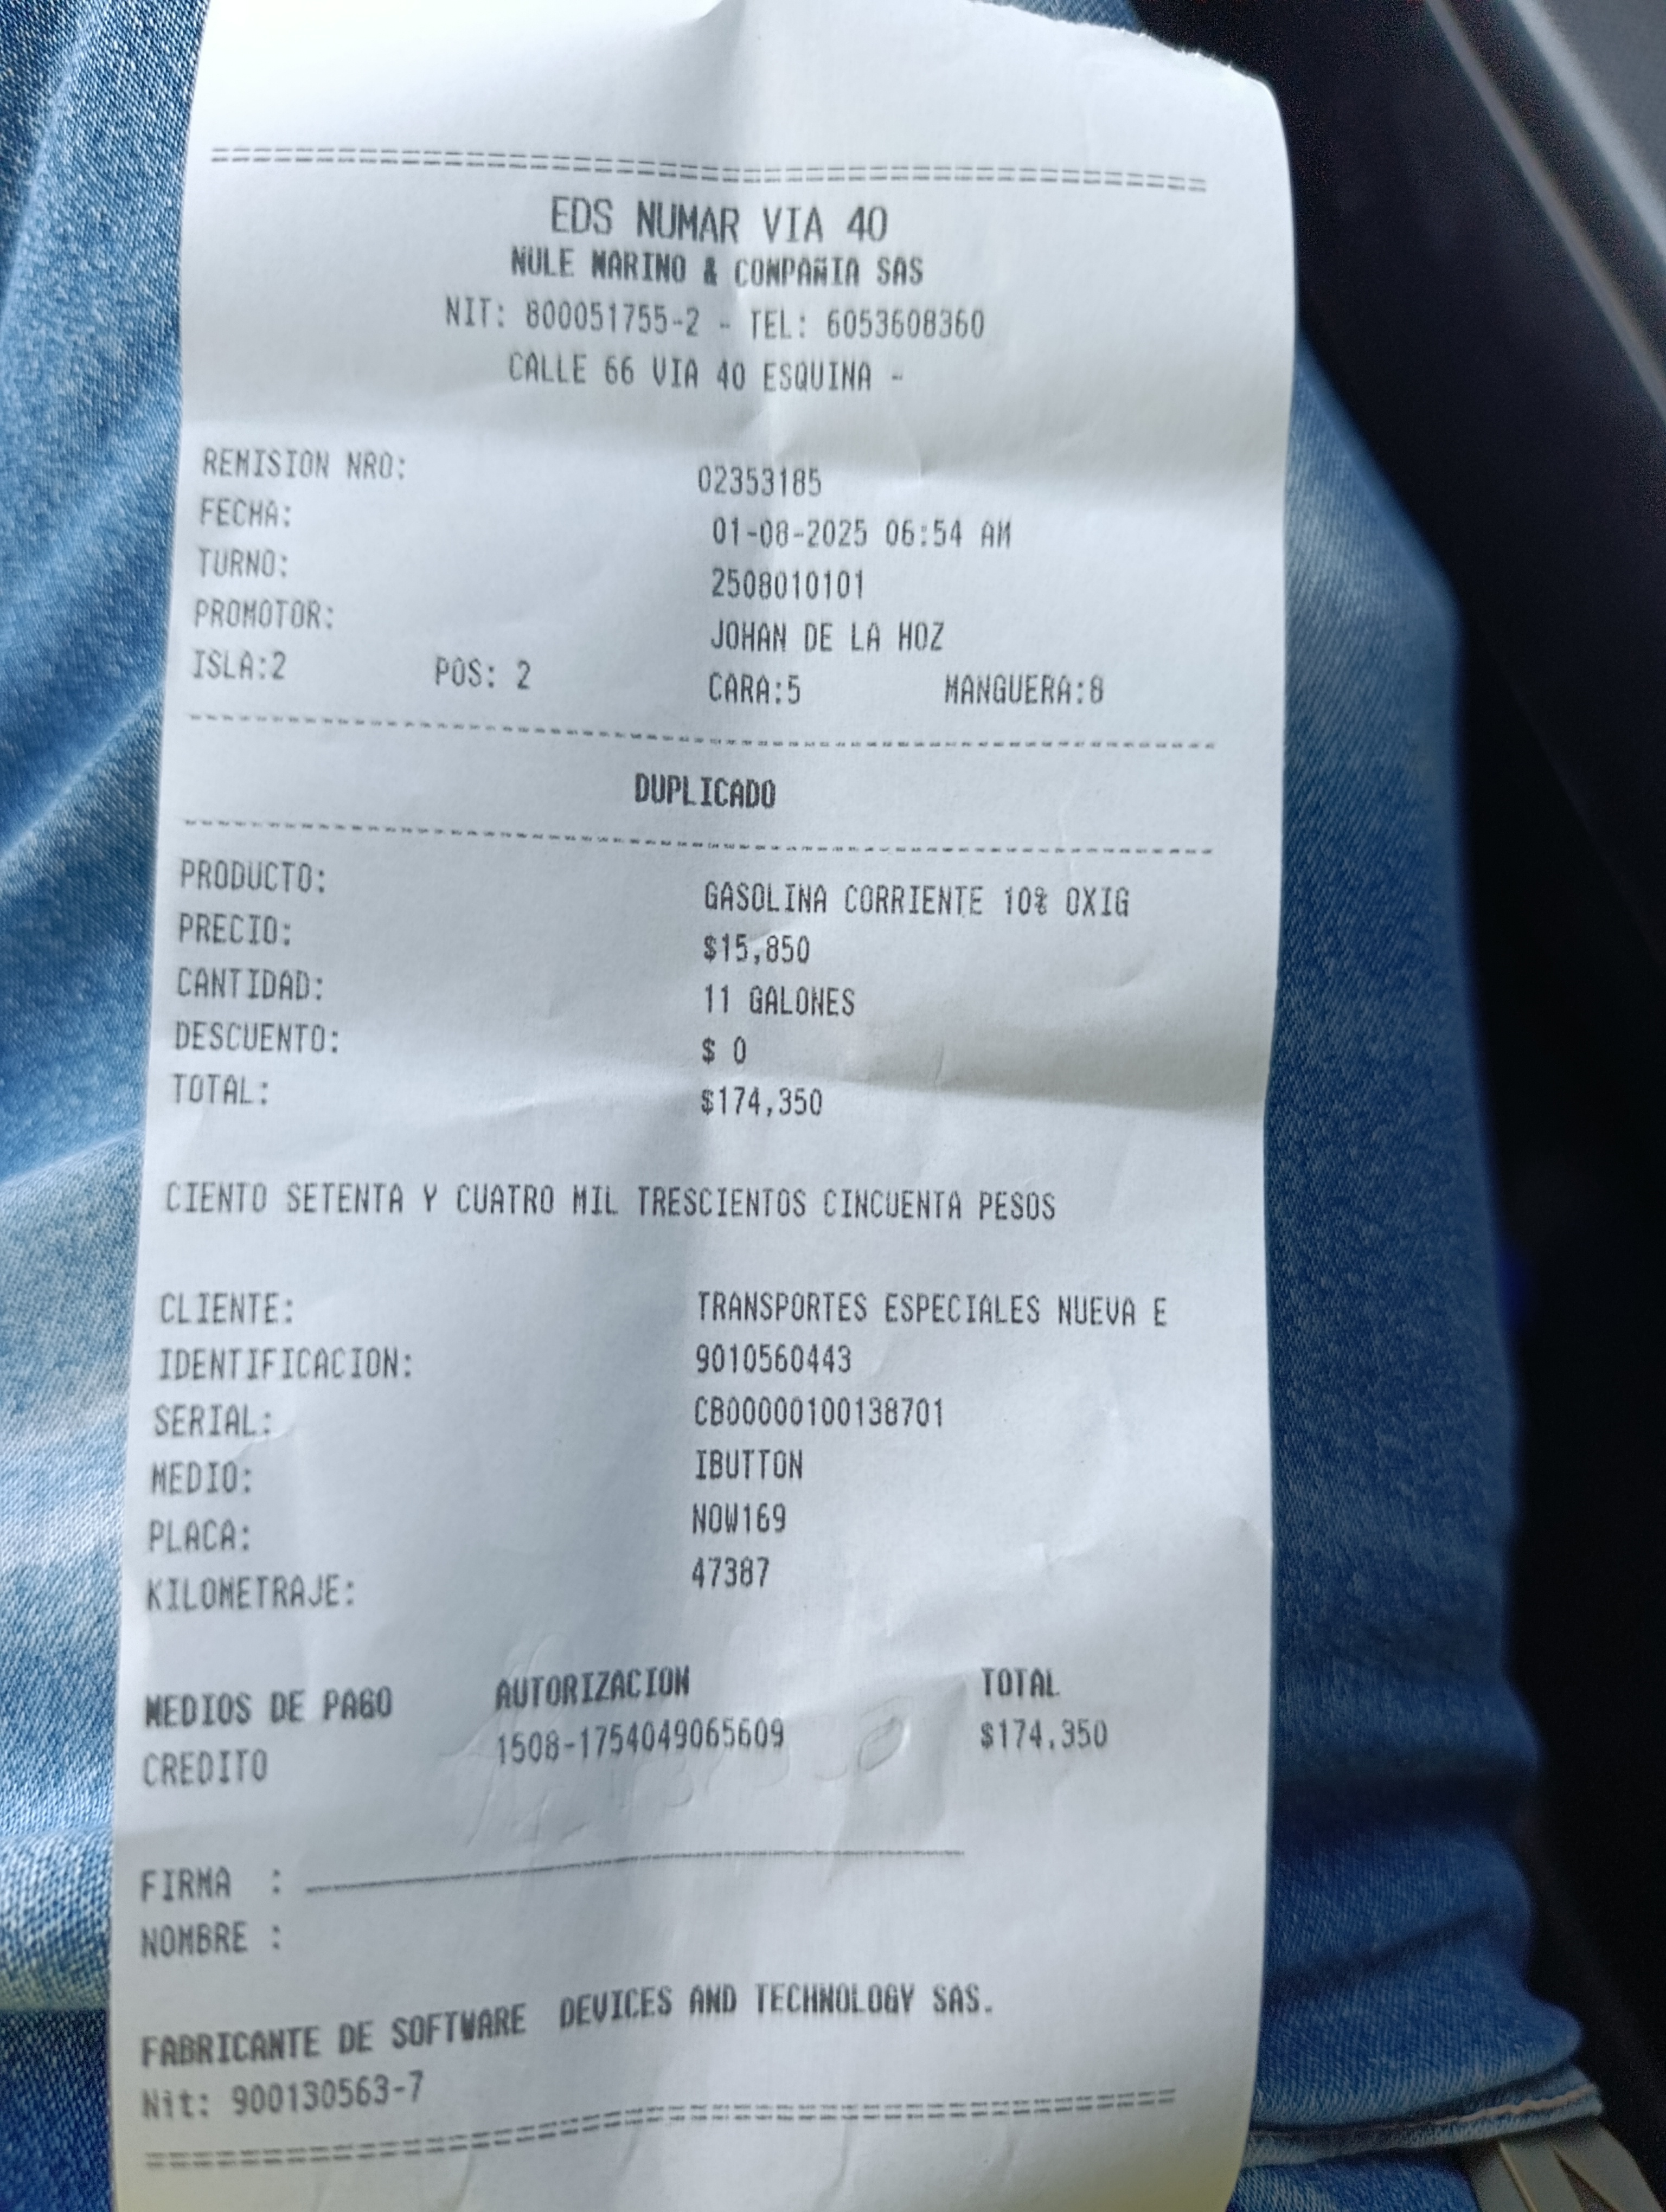 EDS NUMAR VIA 40
NULE MARINO & COMPAÑIA SAS
NIT: 800051755-2 - TEL: 6053608360
CALLE 66 VIA 40 ESQUINA -
REMISION NRO: 02353185
FECHA: 01-08-2025 06:54 AM
TURNO: 2508010101
PROMOTOR: JOHAN DE LA HOZ
ISLA:2 POS: 2 CARA:5 MANGUERA:8
DUPLICADO
PRODUCTO: GASOLINA CORRIENTE 10% OXIG
PRECIO: $15,850
CANTIDAD: 11 GALONES
DESCUENTO: $ 0
TOTAL: $174,350
CIENTO SETENTA Y CUATRO MIL TRESCIENTOS CINCUENTA PESOS
CLIENTE: TRANSPORTES ESPECIALES NUEVA E
IDENTIFICACION: 9010560443
SERIAL: CB00000100138701
MEDIO: IBUTTON
PLACA: NOW169
KILOMETRAJE: 47387
MEDIOS DE PAGO AUTORIZACION TOTAL
CREDITO 1508-1754049065609 $174,350
FIRMA :
NOMBRE :
FABRICANTE DE SOFTWARE DEVICES AND TECHNOLOGY SAS.
Nit: 900130563-7